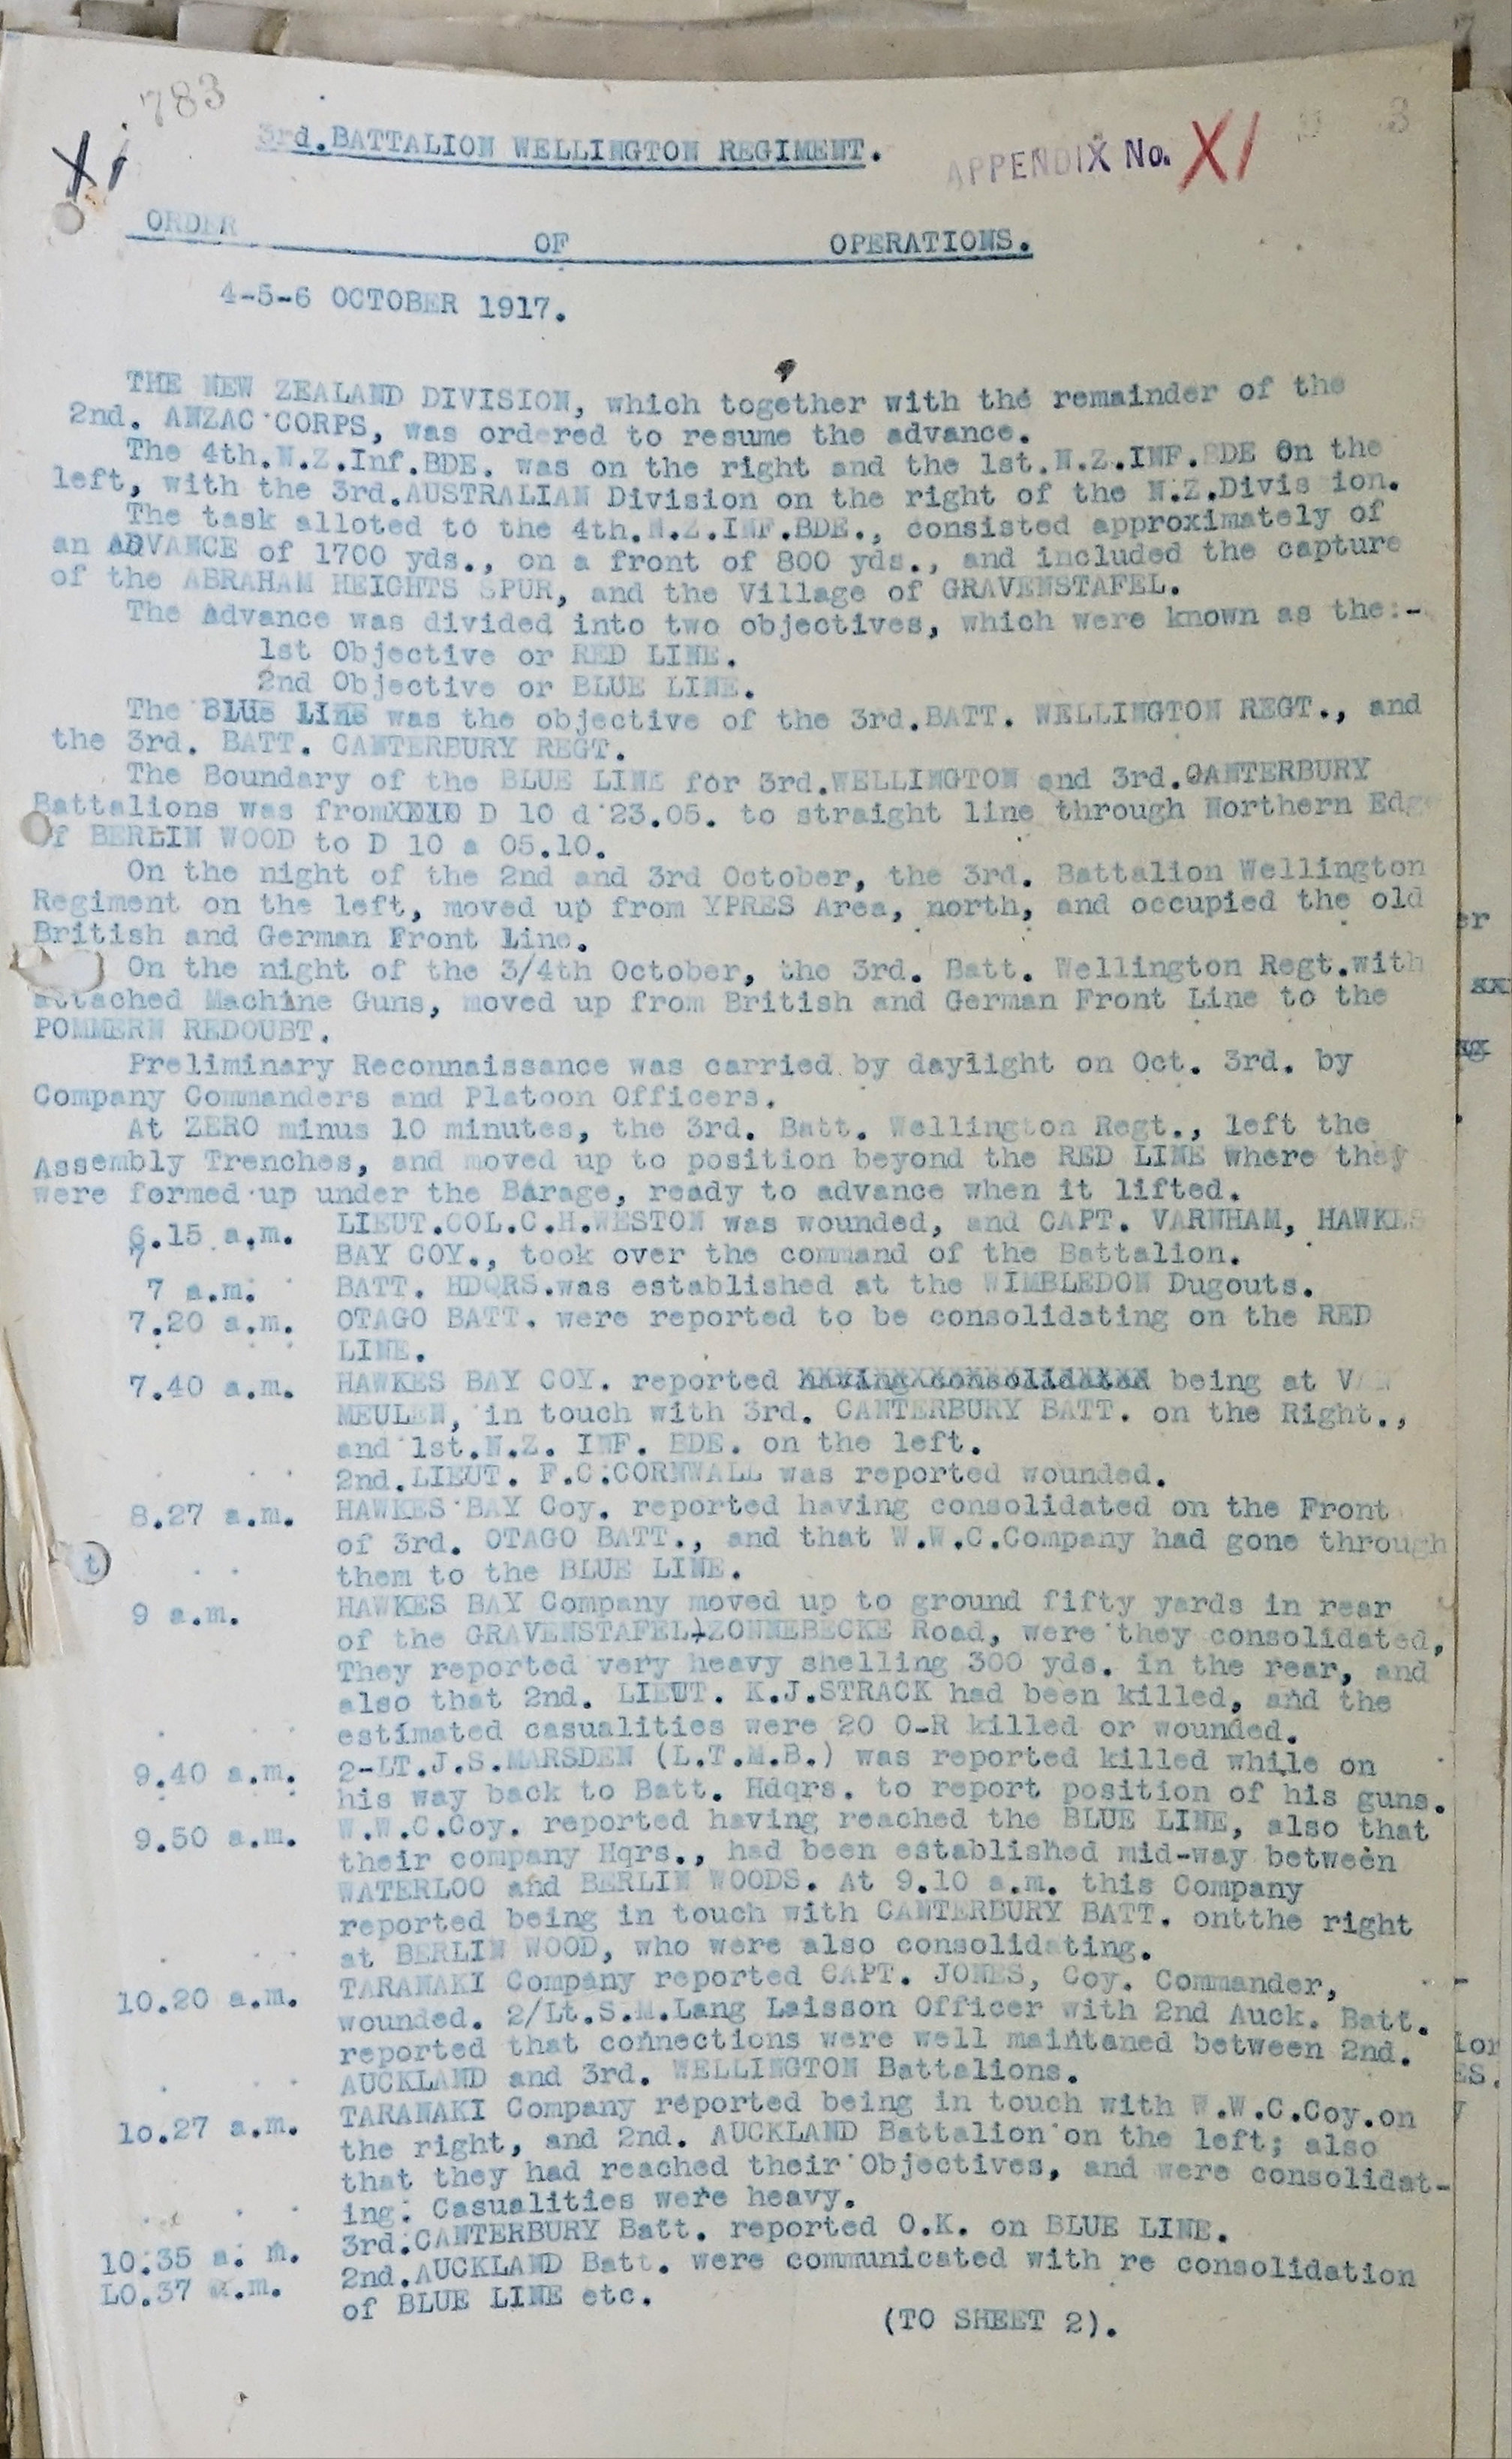 783
Xi
3rd.BATTALION WELLINGTON REGIMENT.
APPENDIX No. XI
3
ORDER OF OPERATIONS.
4-5-6 OCTOBER 1917.
THE NEW ZEALAND DIVISION, which together with the remainder of the
2nd. ANZAC CORPS, was ordered to resume the advance.
The 4th.N.Z.Inf.BDE. was on the right and the 1st.N.Z.INF.BDE On the
left, with the 3rd.AUSTRALIAN Division on the right of the N.Z.Divis ion.
The task alloted to the 4th.N.Z.INF.BDE., consisted approximately of
an ADVANCE of 1700 yds., on a front of 800 yds., and included the capture
of the ABRAHAM HEIGHTS SPUR, and the Village of GRAVENSTAFEL.
The Advance was divided into two objectives, which were known as the:-
1st Objective or RED LINE.
2nd Objective or BLUE LINE.
The BLUe LINe was the objective of the 3rd.BATT. WELLINGTON REGT., and
the 3rd. BATT. CANTERBURY REGT.
The Boundary of the BLUE LINE for 3rd.WELLINGTON and 3rd.CANTERBURY
Battalions was from D 10 d 23.05. to straight line through Northern Edge
Of BERLIN WOOD to D 10 a 05.10.
On the night of the 2nd and 3rd October, the 3rd. Battalion Wellington
Regiment on the left, moved up from YPRES Area, north, and occupied the old
British and German Front Line.
On the night of the 3/4th October, the 3rd. Batt. Wellington Regt.with
attached Machine Guns, moved up from British and German Front Line to the
POMMERN REDOUBT.
Preliminary Reconnaissance was carried by daylight on Oct. 3rd. by
Company Commanders and Platoon Officers.
At ZERO minus 10 minutes, the 3rd. Batt. Wellington Regt., left the
Assembly Trenches, and moved up to position beyond the RED LINE where they
were formed up under the Barage, ready to advance when it lifted.
6.15 a.m. LIEUT.COL.C.H.WESTON was wounded, and CAPT. VARNHAM, HAWKES
BAY COY., took over the command of the Battalion.
7 a.m. BATT. HDQRS.was established at the WIMBLEDON Dugouts.
7.20 a.m. OTAGO BATT. were reported to be consolidating on the RED
LINE.
7.40 a.m. HAWKES BAY COY. reported having consolidated being at VAN
MEULEN, in touch with 3rd. CANTERBURY BATT. on the Right.,
and 1st.N.Z. INF. BDE. on the left.
2nd.LIEUT. F.C.CORNWALL was reported wounded.
8.27 a.m. HAWKES BAY Coy. reported having consolidated on the Front
of 3rd. OTAGO BATT., and that W.W.C.Company had gone through
them to the BLUE LINE.
9 a.m. HAWKES BAY Company moved up to ground fifty yards in rear
of the GRAVENSTAFEL-ZONNEBECKE Road, were they consolidated,
They reported very heavy shelling 300 yds. in the rear, and
also that 2nd. LIEUT. K.J.STRACK had been killed, and the
estimated casualities were 20 O-R killed or wounded.
9.40 a.m. 2-LT.J.S.MARSDEN (L.T.M.B.) was reported killed while on
his way back to Batt. Hdqrs. to report position of his guns.
9.50 a.m. W.W.C.Coy. reported having reached the BLUE LINE, also that
their company Hqrs., had been established mid-way between
WATERLOO and BERLIN WOODS. At 9.10 a.m. this Company
reported being in touch with CANTERBURY BATT. ontthe right
at BERLIN WOOD, who were also consolidating.
10.20 a.m. TARANAKI Company reported CAPT. JONES, Coy. Commander,
wounded. 2/Lt.S.M.Lang Laisson Officer with 2nd Auck. Batt.
reported that connections were well maintaned between 2nd.
AUCKLAND and 3rd. WELLINGTON Battalions.
lo.27 a.m. TARANAKI Company reported being in touch with W.W.C.Coy.on
the right, and 2nd. AUCKLAND Battalion on the left; also
that they had reached their Objectives, and were consolidat-
ing. Casualities were heavy.
10.35 a. m. 3rd.CANTERBURY Batt. reported O.K. on BLUE LINE.
LO.37 a.m. 2nd.AUCKLAND Batt. were communicated with re consolidation
of BLUE LINE etc.
(TO SHEET 2).